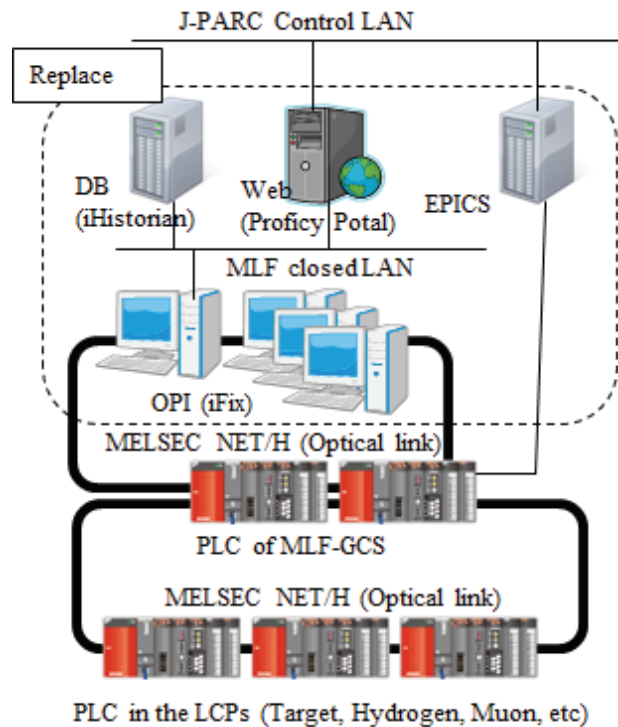 J-PARC Control LAN
Replace
DB
(iHistorian)
Web
(Proficy Potal)
EPICS
MLF closed LAN
OPI (iFix)
MELSEC NET/H (Optical link)
PLC of MLF-GCS
MELSEC NET/H (Optical link)
PLC in the LCPs (Target, Hydrogen, Muon, etc)